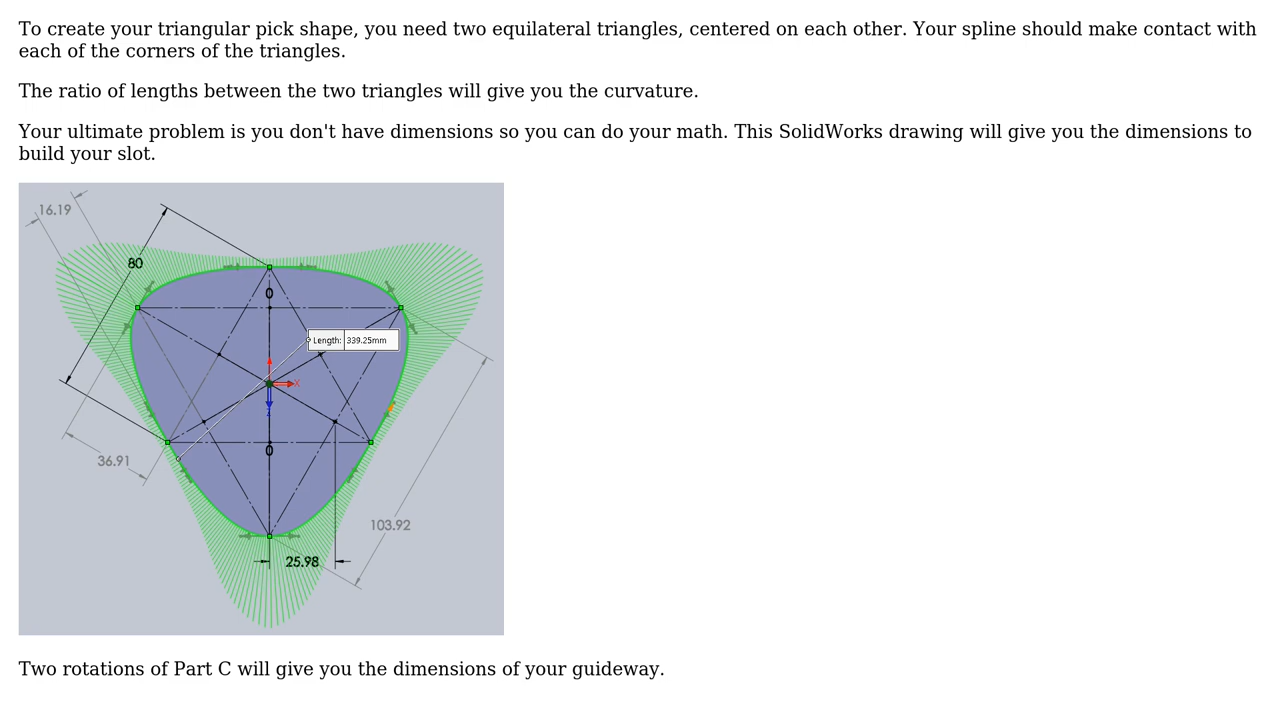 To create your triangular pick shape, you need two equilateral triangles, centered on each other. Your spline should make contact with
each of the corners of the triangles.
The ratio of lengths between the two triangles will give you the curvature.
Your ultimate problem is you don't have dimensions so you can do your math. This SolidWorks drawing will give you the dimensions to
build your slot.
16.19
80
0
Length: 339.25mm
X
Z
0
36.91
103.92
25.98
Two rotations of Part C will give you the dimensions of your guideway.